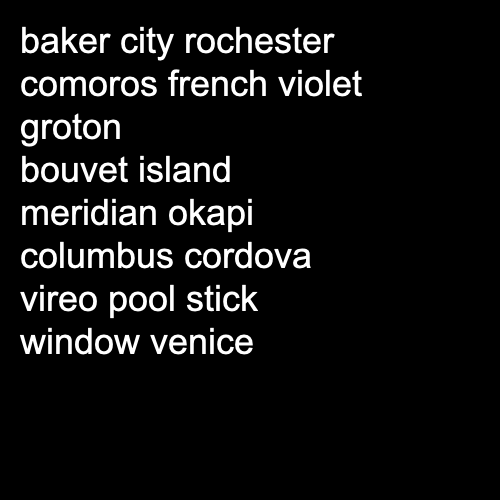 baker city rochester
comoros french violet
groton
bouvet island
meridian okapi
columbus cordova
vireo pool stick
window venice